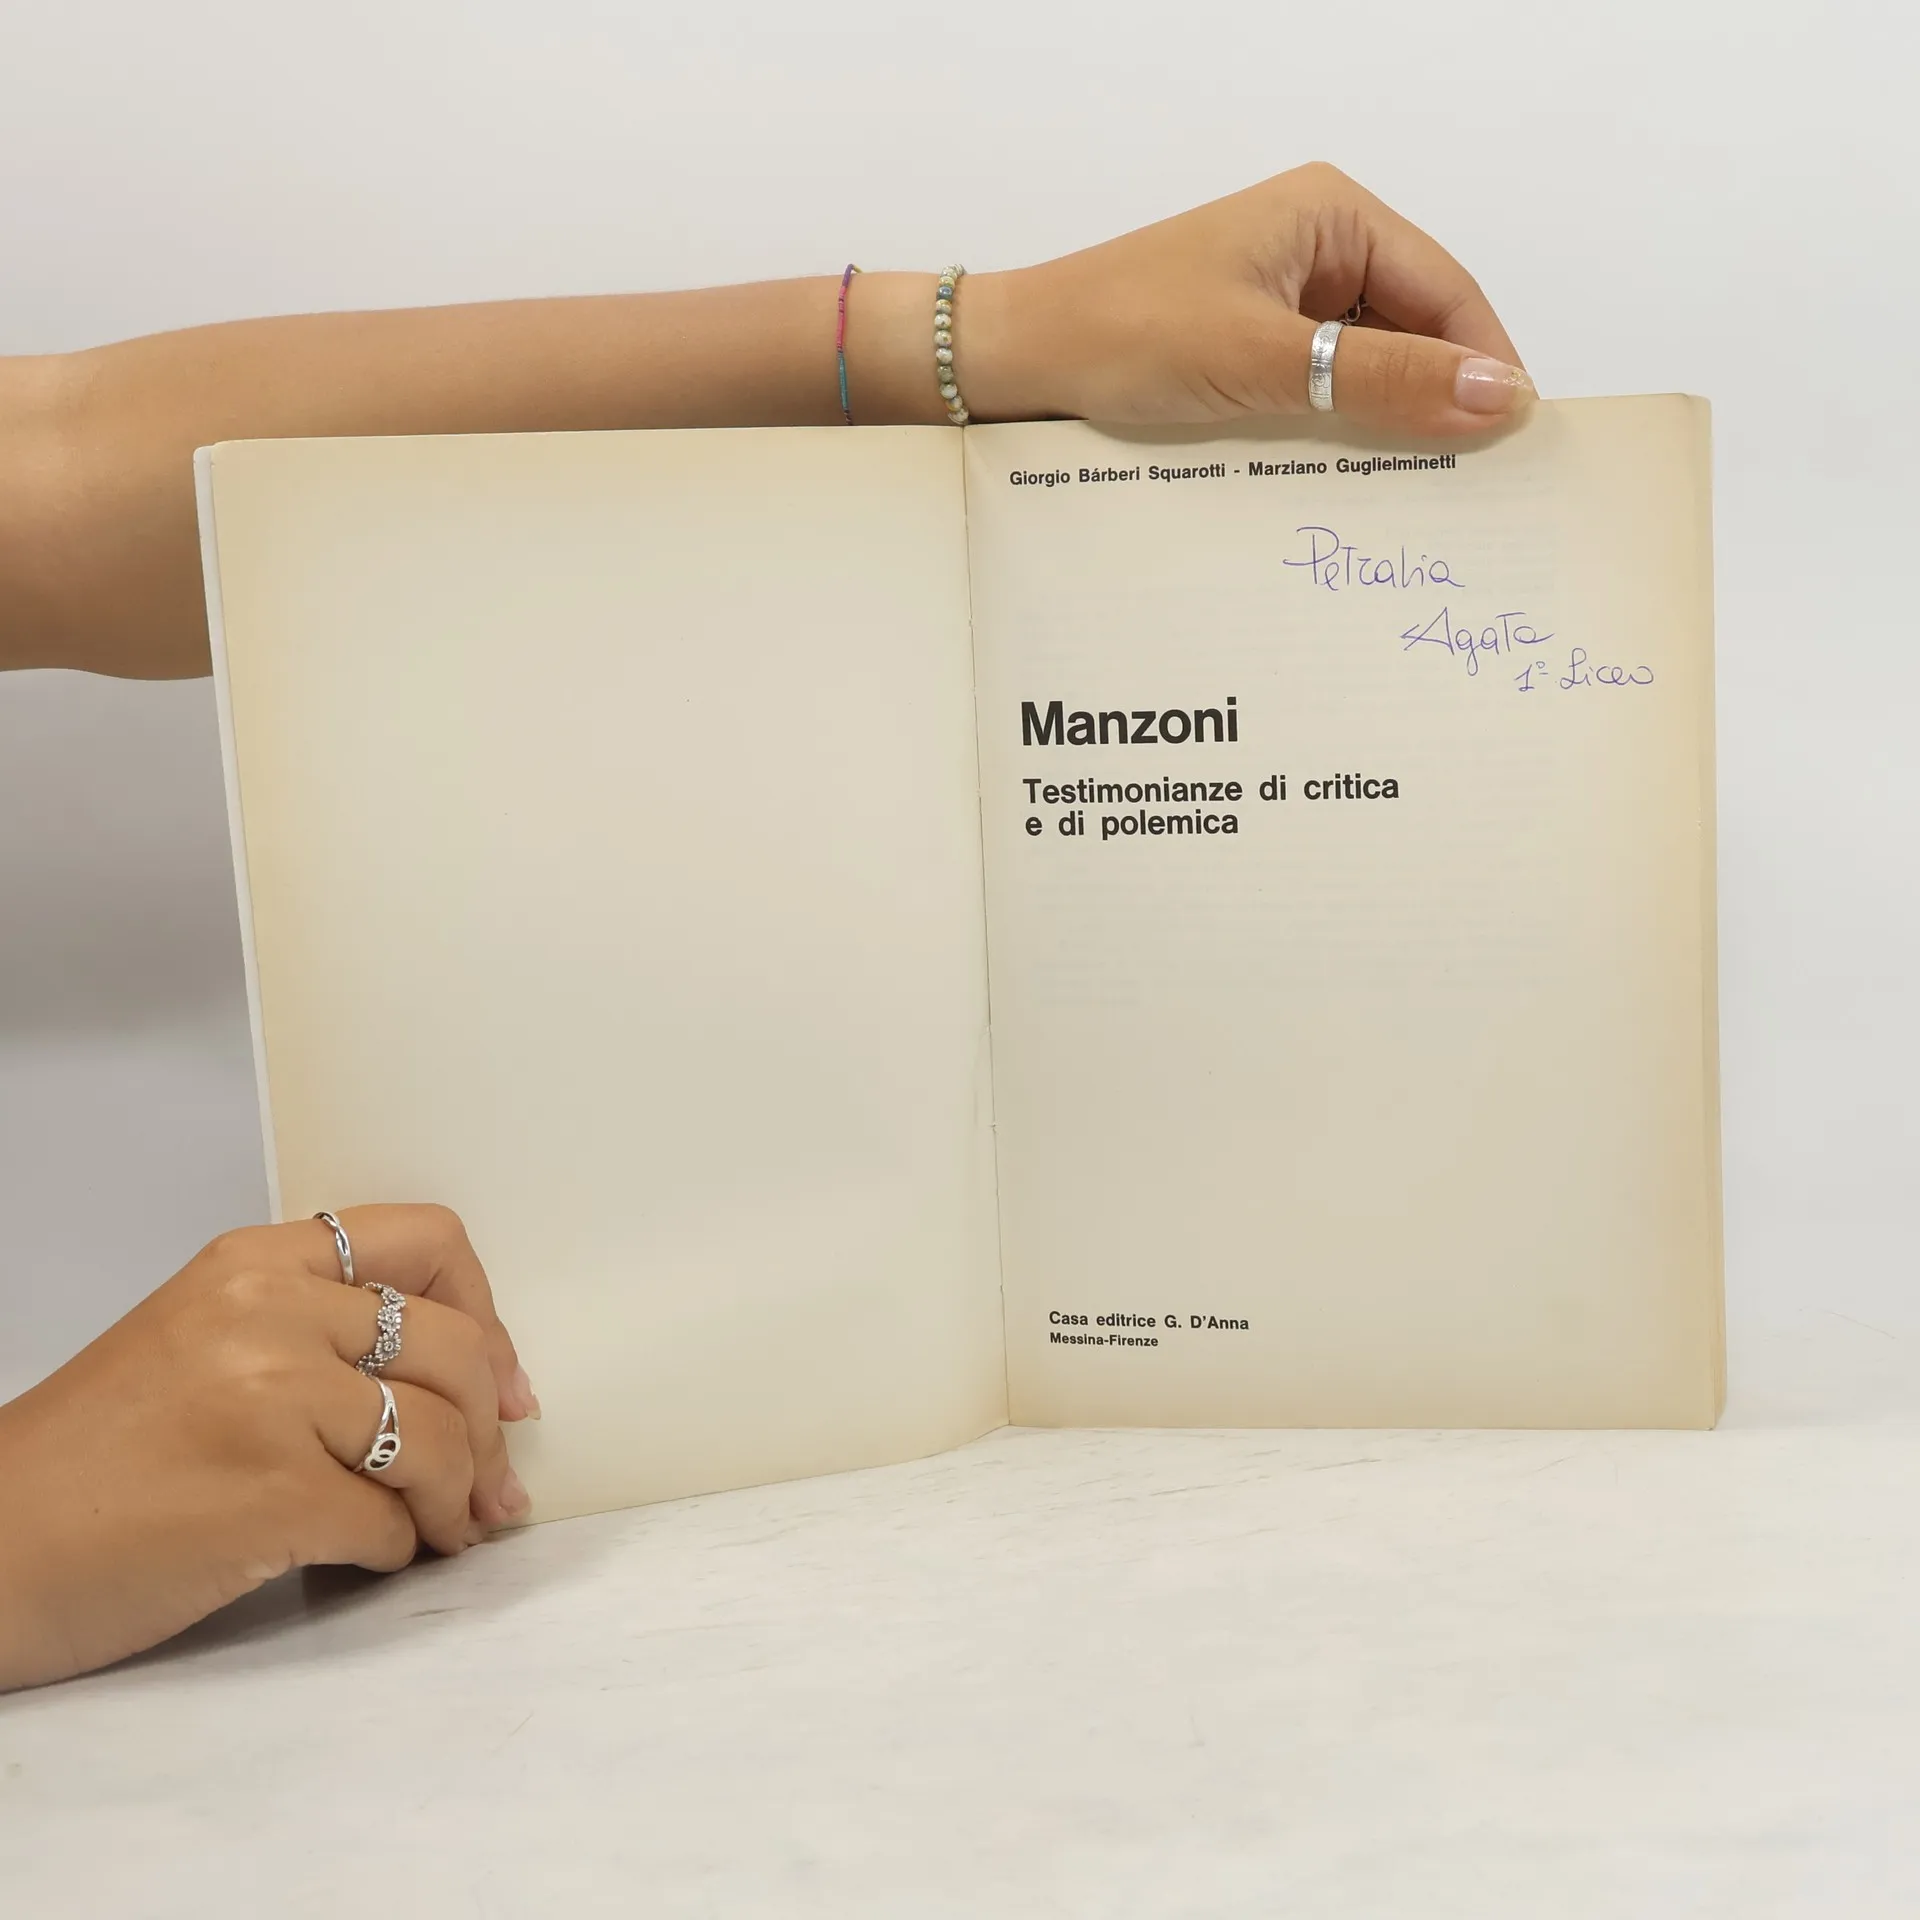 Giorgio Bárberi Squarotti - Marziano Guglielminetti
Petralia
Agata
1º Liceo
Manzoni
Testimonianze di critica
e di polemica
Casa editrice G. D'Anna
Messina-Firenze